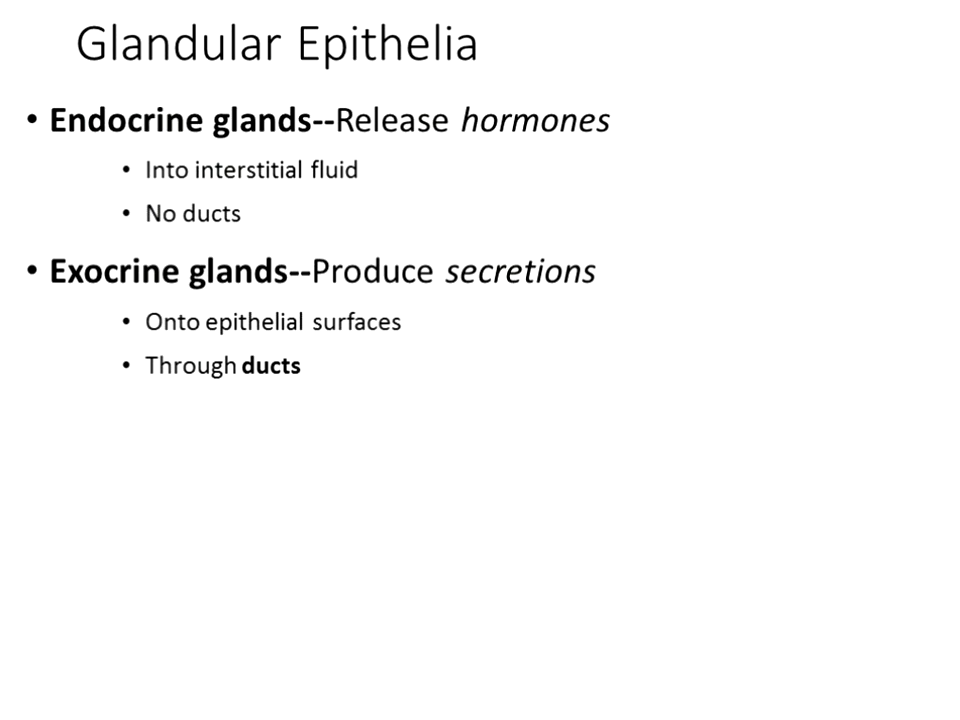 Glandular Epithelia
• Endocrine glands--Release hormones
• Into interstitial fluid
• No ducts
• Exocrine glands--Produce secretions
• Onto epithelial surfaces
• Through ducts